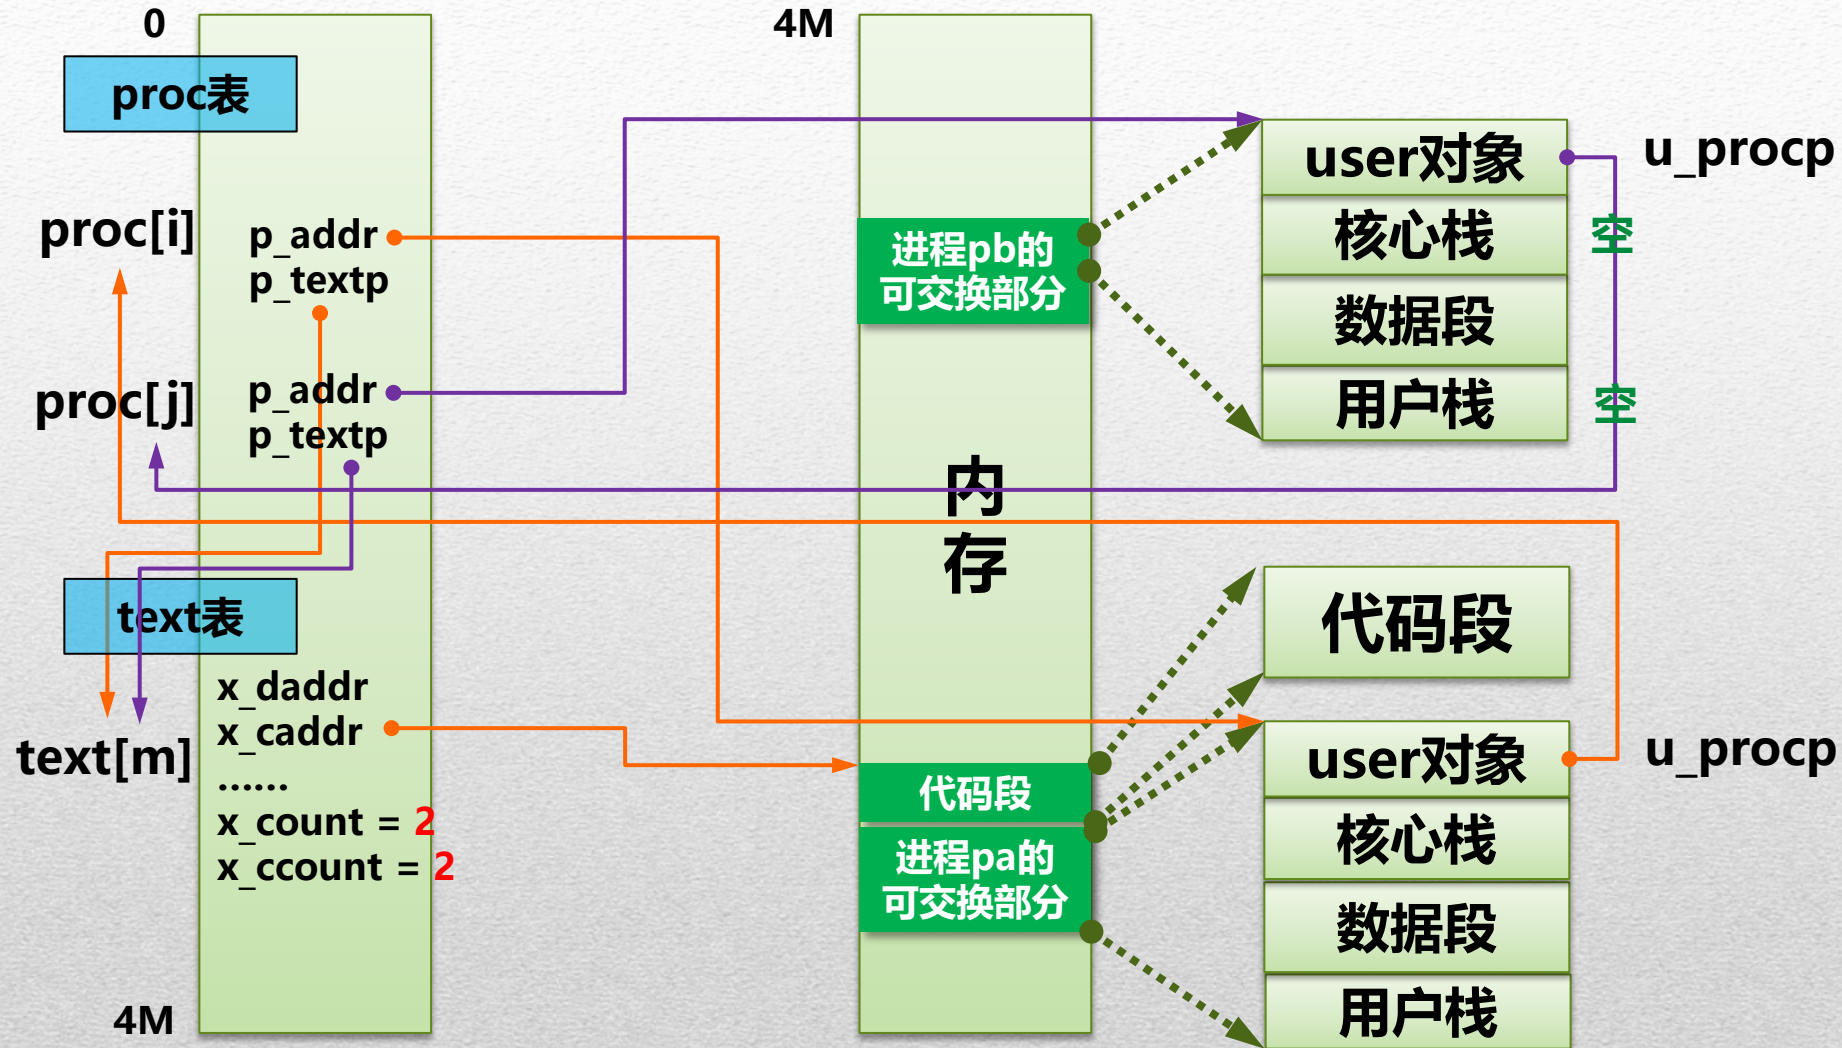 0
proc表
proc[i]
p_addr
p_textp
proc[j]
p_addr
p_textp
text表
text[m]
x_daddr
x_caddr
......
x_count = 2
x_ccount = 2
4M
4M
进程pb的
可交换部分
内
存
代码段
进程pa的
可交换部分
user对象
核心栈
数据段
用户栈
u_procp
空
空
代码段
user对象
核心栈
数据段
用户栈
u_procp